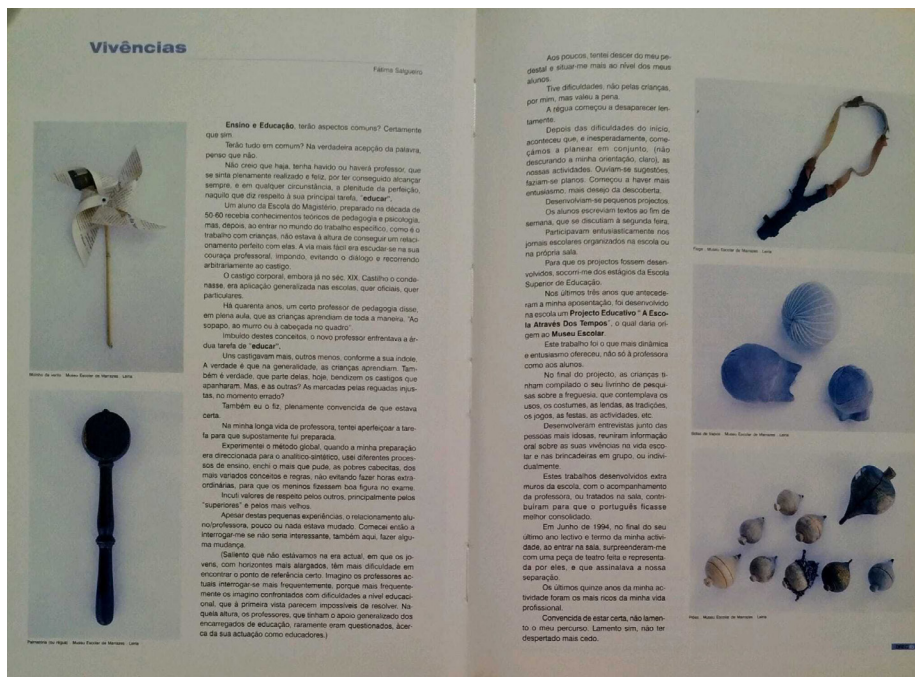 Vivências
Fátima Salgueiro
Ensino e Educação, terão aspectos comuns? Certamente
que sim.
Terão tudo em comum? Na verdadeira acepção da palavra,
penso que não.
Não creio que haja, tenha havido ou haverá professor, que
se sinta plenamente realizado e feliz, por ter conseguido alcançar
sempre, e em qualquer circunstância, a plenitude da perfeição,
naquilo que diz respeito à sua principal tarefa, "educar".
Um aluno da Escola do Magistério, preparado na década de
50-60 recebia conhecimentos teóricos de pedagogia e psicologia,
mas, depois, ao entrar no mundo do trabalho específico, como é o
trabalho com crianças, não estava à altura de conseguir um relaci-
onamento perfeito com elas. A via mais fácil era escudar-se na sua
couraça professoral, impondo, evitando o diálogo e recorrendo
arbitrariamente ao castigo.
O castigo corporal, embora já no séc. XIX, Castilho o conde-
nasse, era aplicação generalizada nas escolas, quer oficiais, quer
particulares.
Há quarenta anos, um certo professor de pedagogia disse,
em plena aula, que as crianças aprendiam de toda a maneira, "Ao
sopapo, ao murro ou à cabeçada no quadro".
Imbuído destes conceitos, o novo professor enfrentava a ár-
dua tarefa de "educar".
Uns castigavam mais, outros menos, conforme a sua índole.
A verdade é que na generalidade, as crianças aprendiam. Tam-
bém é verdade, que parte delas, hoje, bendizem os castigos que
apanharam. Mas, e as outras? As marcadas pelas reguadas injus-
tas, no momento errado?
Também eu o fiz, plenamente convencida de que estava
certa.
Na minha longa vida de professora, tentei aperfeiçoar a tare-
fa para que supostamente fui preparada.
Experimentei o método global, quando a minha preparação
era direccionada para o analítico-sintético, usei diferentes proces-
sos de ensino, enchi o mais que pude, as pobres cabecitas, dos
mais variados conceitos e regras, não evitando fazer horas extra-
ordinárias, para que os meninos fizessem boa figura no exame.
Incuti valores de respeito pelos outros, principalmente pelos
"superiores" e pelos mais velhos.
Apesar destas pequenas experiências, o relacionamento alu-
no/professora, pouco ou nada estava mudado. Comecei então a
interrogar-me se não seria interessante, também aqui, fazer algu-
ma mudança.
(Saliento que não estávamos na era actual, em que os jo-
vens, com horizontes mais alargados, têm mais dificuldade em
encontrar o ponto de referência certo. Imagino os professores ac-
tuais interrogar-se mais frequentemente, porque mais frequente-
mente os imagino confrontados com dificuldades a nível educaci-
onal, que à primeira vista parecem impossíveis de resolver. Na-
quela altura, os professores, que tinham o apoio generalizado dos
encarregados de educação, raramente eram questionados, àcer-
ca da sua actuação como educadores.)
Museu Escolar de Marrazes . Leiria
Museu Escolar de Marrazes . Leiria
Aos poucos, tentei descer do meu pe-
destal e situar-me mais ao nível dos meus
alunos.
Tive dificuldades, não pelas crianças,
por mim, mas valeu a pena.
A régua começou a desaparecer len-
tamente.
Depois das dificuldades do início,
aconteceu que, e inesperadamente, come-
çámos a planear em conjunto, (não
descurando a minha orientação, claro), as
nossas actividades. Ouviam-se sugestões,
faziam-se planos. Começou a haver mais
entusiasmo, mais desejo da descoberta.
Desenvolviam-se pequenos projectos.
Os alunos escreviam textos ao fim de
semana, que se discutiam à segunda feira.
Participavam entusiasticamente nos
jornais escolares organizados na escola ou
na própria sala.
Para que os projectos fossem desen-
volvidos, socorri-me dos estágios da Escola
Superior de Educação.
Nos últimos três anos que antecede-
ram a minha aposentação, foi desenvolvido
na escola um Projecto Educativo " A Esco-
la Através Dos Tempos", o qual daria ori-
gem ao Museu Escolar.
Este trabalho foi o que mais dinâmica
e entusiasmo ofereceu, não só à professora
como aos alunos.
No final do projecto, as crianças ti-
nham compilado o seu livrinho de pesqui-
sas sobre a freguesia, que contemplava os
usos, os costumes, as lendas, as tradições,
os jogos, as festas, as actividades, etc.
Desenvolveram entrevistas junto das
pessoas mais idosas, reuniram informação
oral sobre as suas vivências na vida esco-
lar e nas brincadeiras em grupo, ou indivi-
dualmente.
Estes trabalhos desenvolvidos extra
muros da escola, com o acompanhamento
da professora, ou tratados na sala, contri-
buíram para que o português ficasse
melhor consolidado.
Em Junho de 1994, no final do seu
último ano lectivo e termo da minha activi-
dade, ao entrar na sala, surpreenderam-me
com uma peça de teatro feita e representa-
da por eles, e que assinalava a nossa
separação.
Os últimos quinze anos da minha ac-
tividade foram os mais ricos da minha vida
profissional.
Convencida de estar certa, não lamen-
to o meu percurso. Lamento sim, não ter
despertado mais cedo.
Museu Escolar de Marrazes . Leiria
Museu Escolar de Marrazes . Leiria
Museu Escolar de Marrazes . Leiria